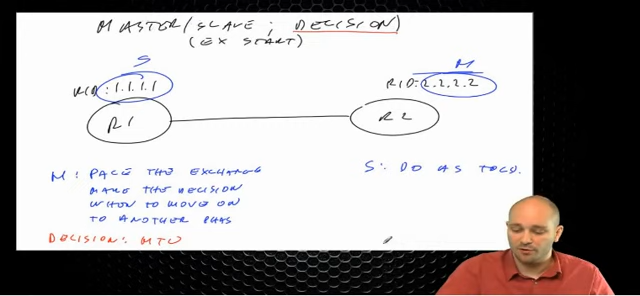 MASTER/SLAVE: DECISION)
(EX START)
S
M
RID: 1.1.1.1
RID: 2.2.2.2
R1
R2
M: PACE THE EXCHANGE
MAKE THE DECISION
WHEN TO MOVE ON
TO ANOTHER PHAS
S: DO AS TOLD.
DECISION: MTU